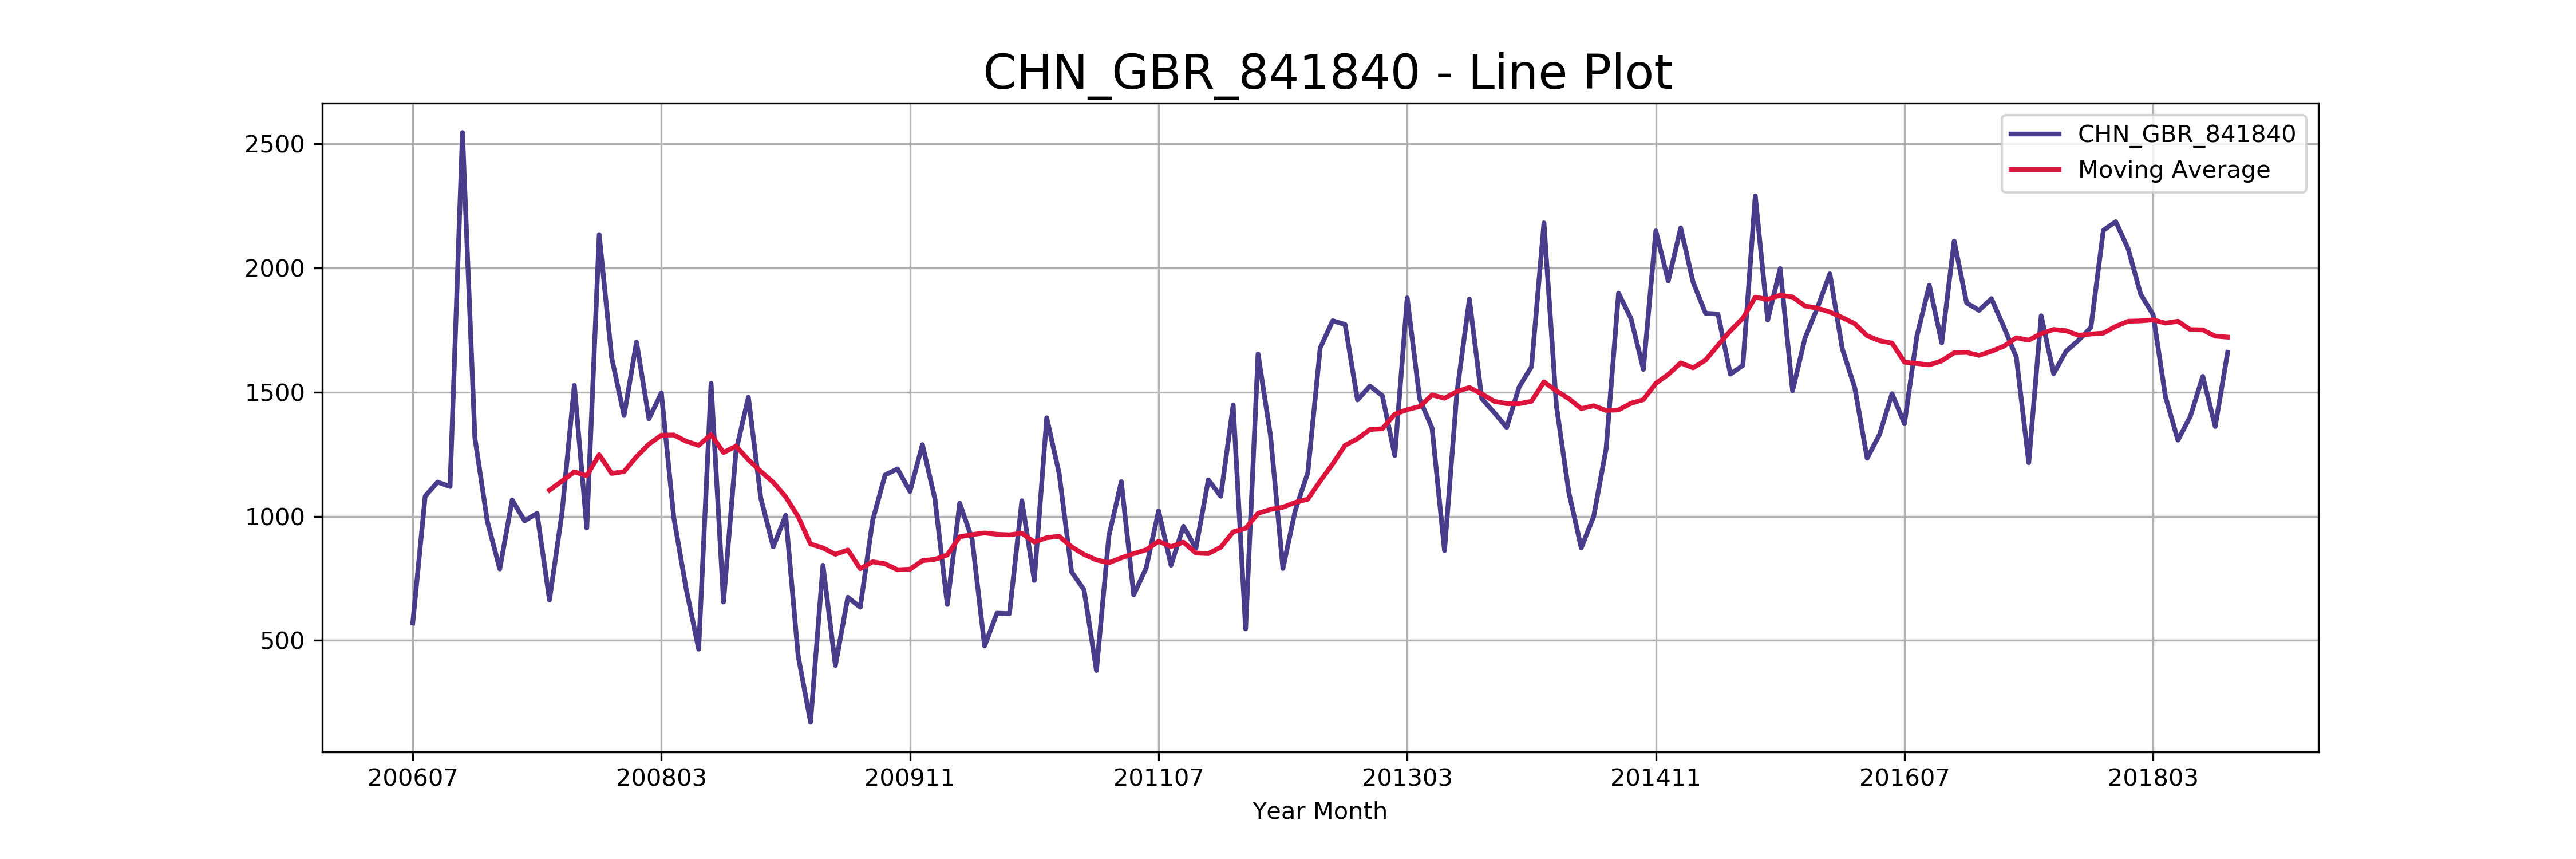 CHN_GBR_841840 - Line Plot
CHN_GBR_841840
Moving Average
2500
2000
1500
1000
500
200607 200803 200911 201107 201303 201411 201607 201803
Year Month